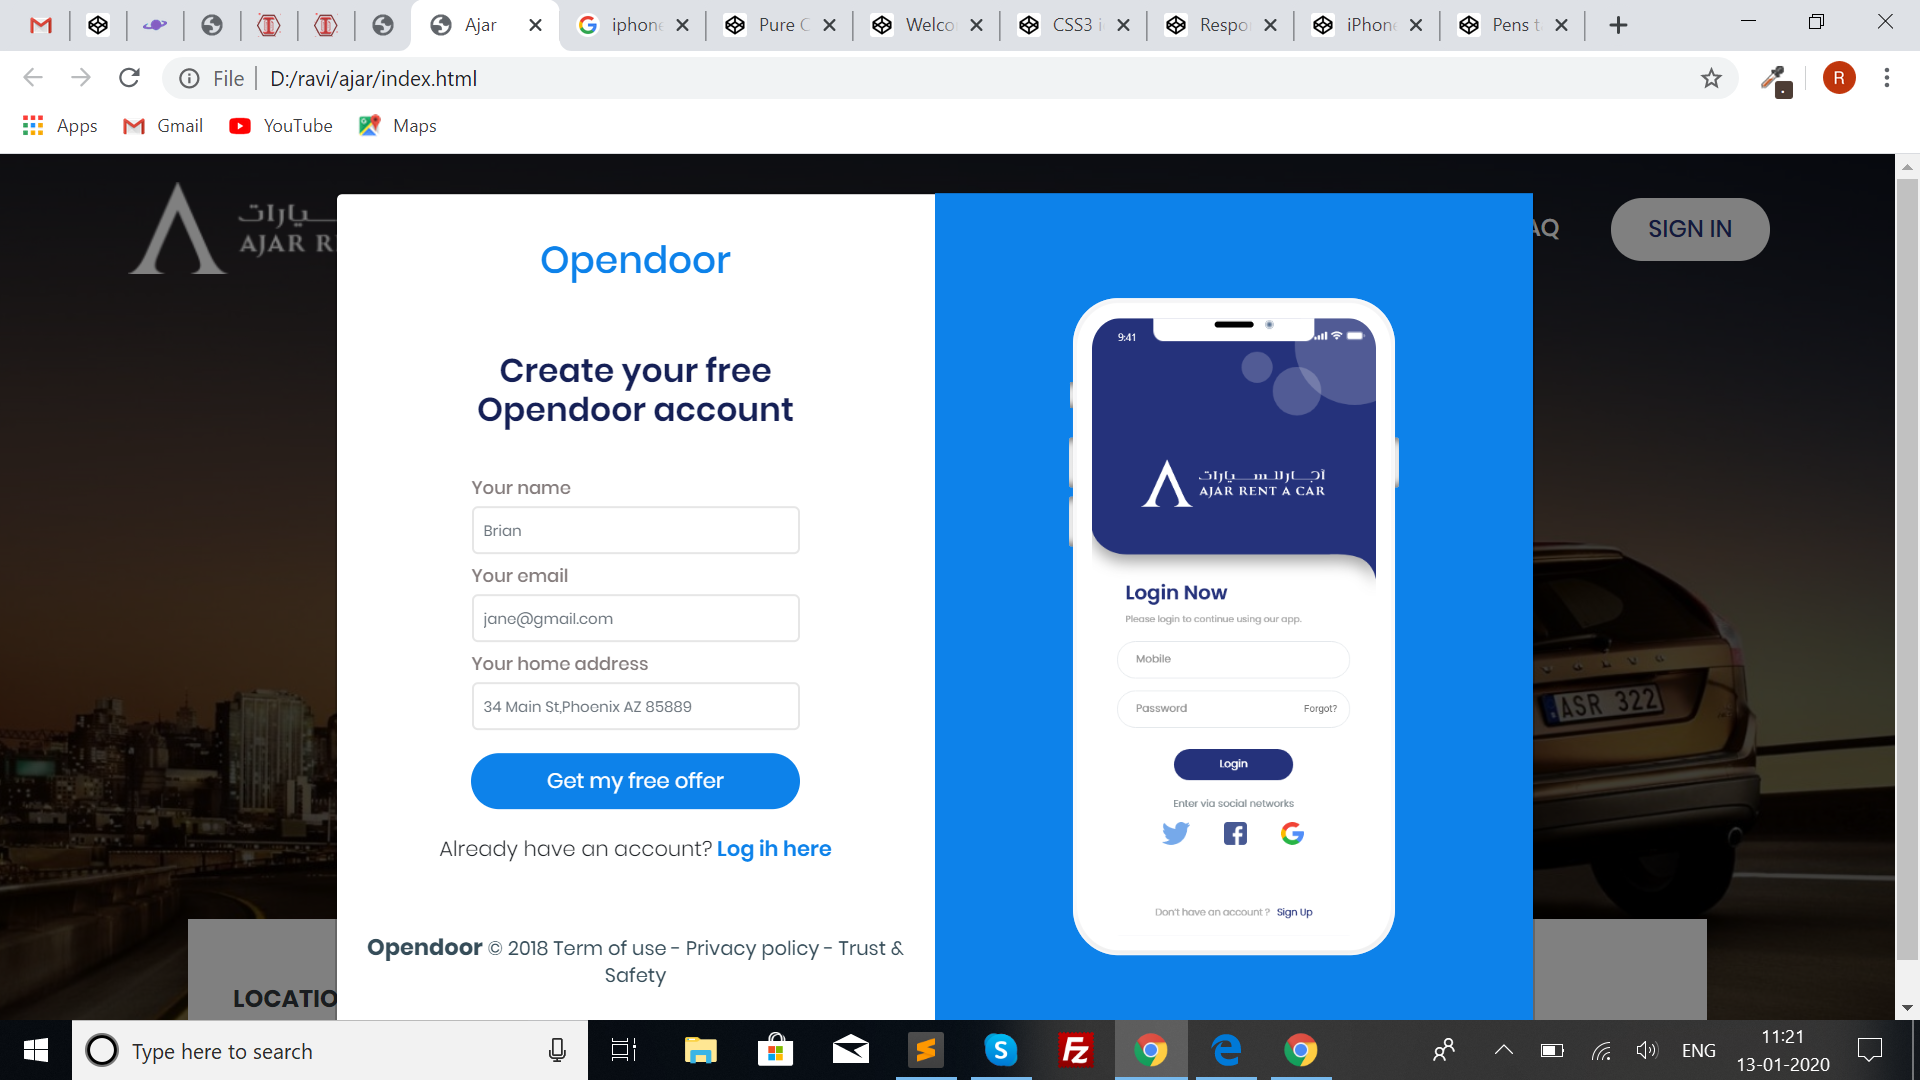 Ajar
iphone
Pure C
Welco
CSS3 i
Respo
iPhone
Pens t
File
D:/ravi/ajar/index.html
R
Apps
Gmail
YouTube
Maps
AJAR R
AQ
SIGN IN
Opendoor
Create your free
Opendoor account
Your name
Brian
Your email
jane@gmail.com
Your home address
34 Main St,Phoenix AZ 85889
Get my free offer
Already have an account? Log ih here
Opendoor © 2018 Term of use - Privacy policy - Trust &
Safety
9:41
آجار للسيارات
AJAR RENT A CAR
Login Now
Please login to continue using our app.
Mobile
Password
Forgot?
Login
Enter via social networks
Don't have an account ? Sign Up
VOLVO
ASR 322
LOCATIO
Type here to search
ENG
11:21
13-01-2020